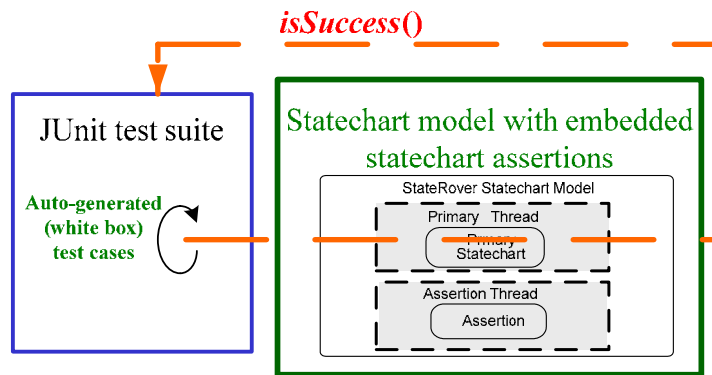 isSuccess()
JUnit test suite
Auto-generated
(white box)
test cases
Statechart model with embedded
statechart assertions
StateRover Statechart Model
Primary Thread
Primary
Statechart
Assertion Thread
Assertion